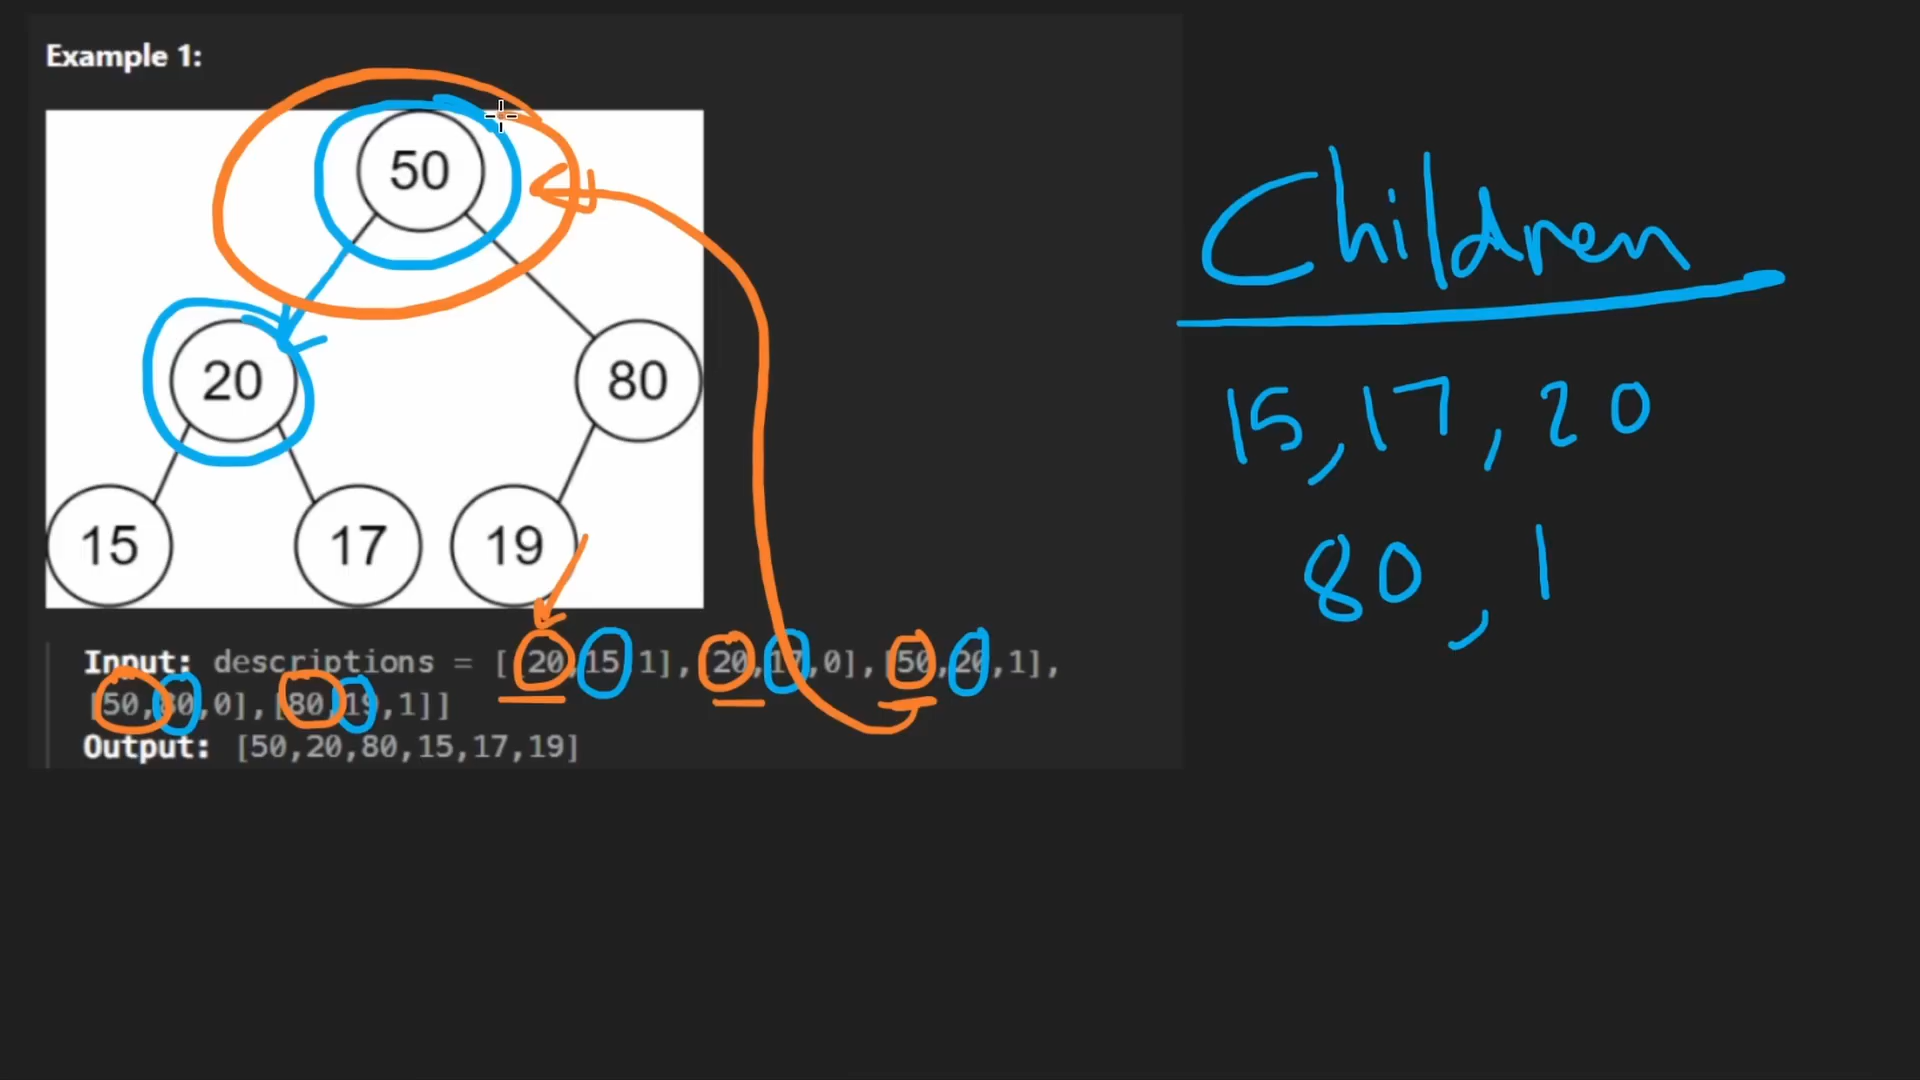 Example 1:
50
20
80
15
17
19
Input: descriptions = [[20,15,1],[20,17,0],[50,20,1],
[50,80,0],[80,19,1]]
Output: [50,20,80,15,17,19]
Children
15,17,20
80,1